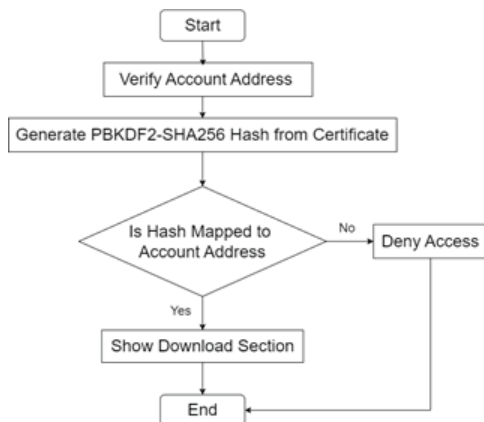 Start
Verify Account Address
Generate PBKDF2-SHA256 Hash from Certificate
Is Hash Mapped to
Account Address
No
Deny Access
Yes
Show Download Section
End